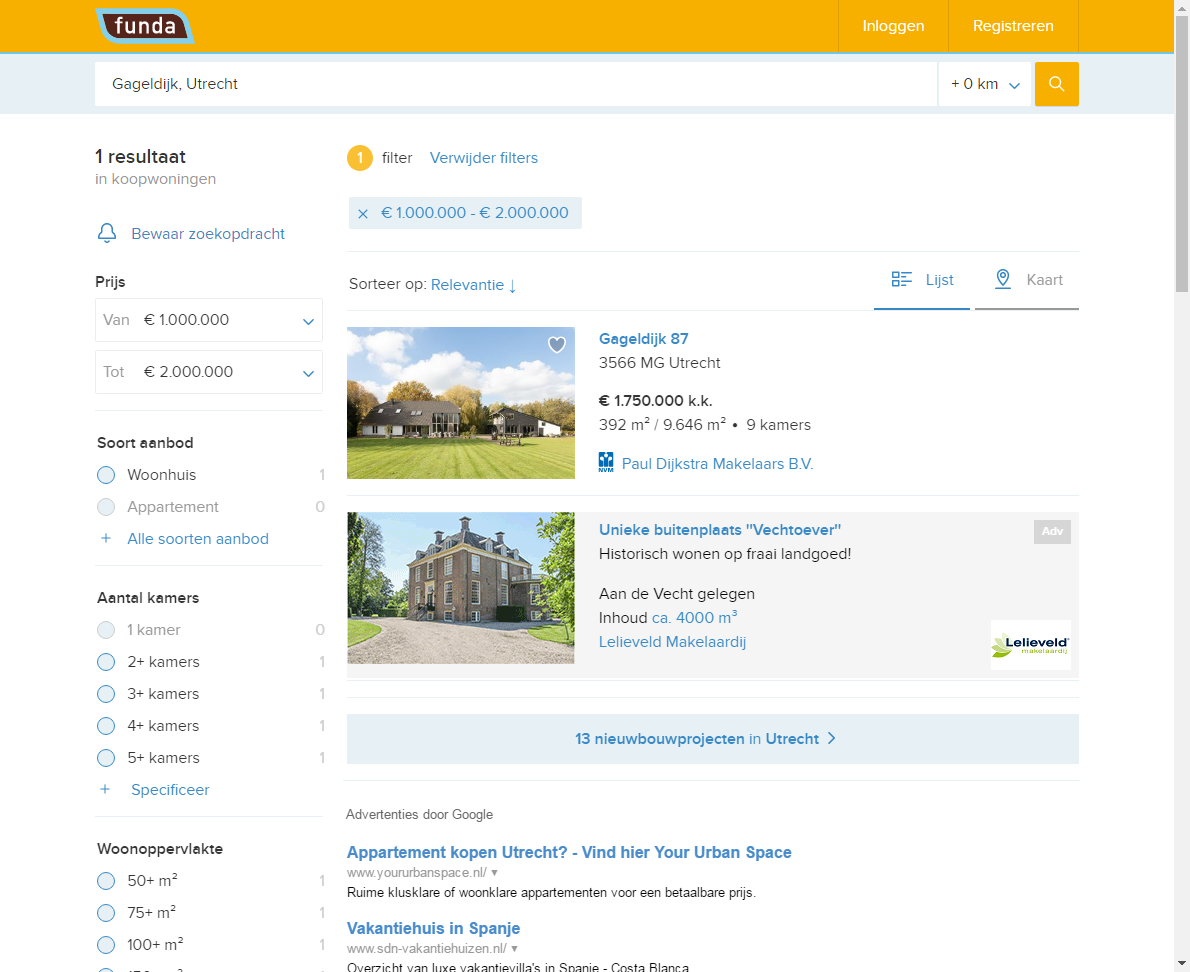 funda
Inloggen
Registreren
Gageldijk, Utrecht
+ 0 km
1 resultaat
in koopwoningen
Bewaar zoekopdracht
Prijs
Van € 1.000.000
Tot € 2.000.000
Soort aanbod
Woonhuis 1
Appartement 0
+ Alle soorten aanbod
Aantal kamers
1 kamer 0
2+ kamers 1
3+ kamers 1
4+ kamers 1
5+ kamers 1
+ Specificeer
Woonoppervlakte
50+ m² 1
75+ m² 1
100+ m² 1
1 filter Verwijder filters
× € 1.000.000 - € 2.000.000
Sorteer op: Relevantie ↓
Lijst
Kaart
Gageldijk 87
3566 MG Utrecht
€ 1.750.000 k.k.
392 m² / 9.646 m² • 9 kamers
NVM Paul Dijkstra Makelaars B.V.
Unieke buitenplaats "Vechtoever"
Adv
Historisch wonen op fraai landgoed!
Aan de Vecht gelegen
Inhoud ca. 4000 m³
Lelieveld Makelaardij
Lelieveld
makelaardij
13 nieuwbouwprojecten in Utrecht >
Advertenties door Google
Appartement kopen Utrecht? - Vind hier Your Urban Space
www.yoururbanspace.nl/ ▼
Ruime klusklare of woonklare appartementen voor een betaalbare prijs.
Vakantiehuis in Spanje
www.sdn-vakantiehuizen.nl/ ▼
Overzicht van luxe vakantievilla's in Spanje - Costa Blanca